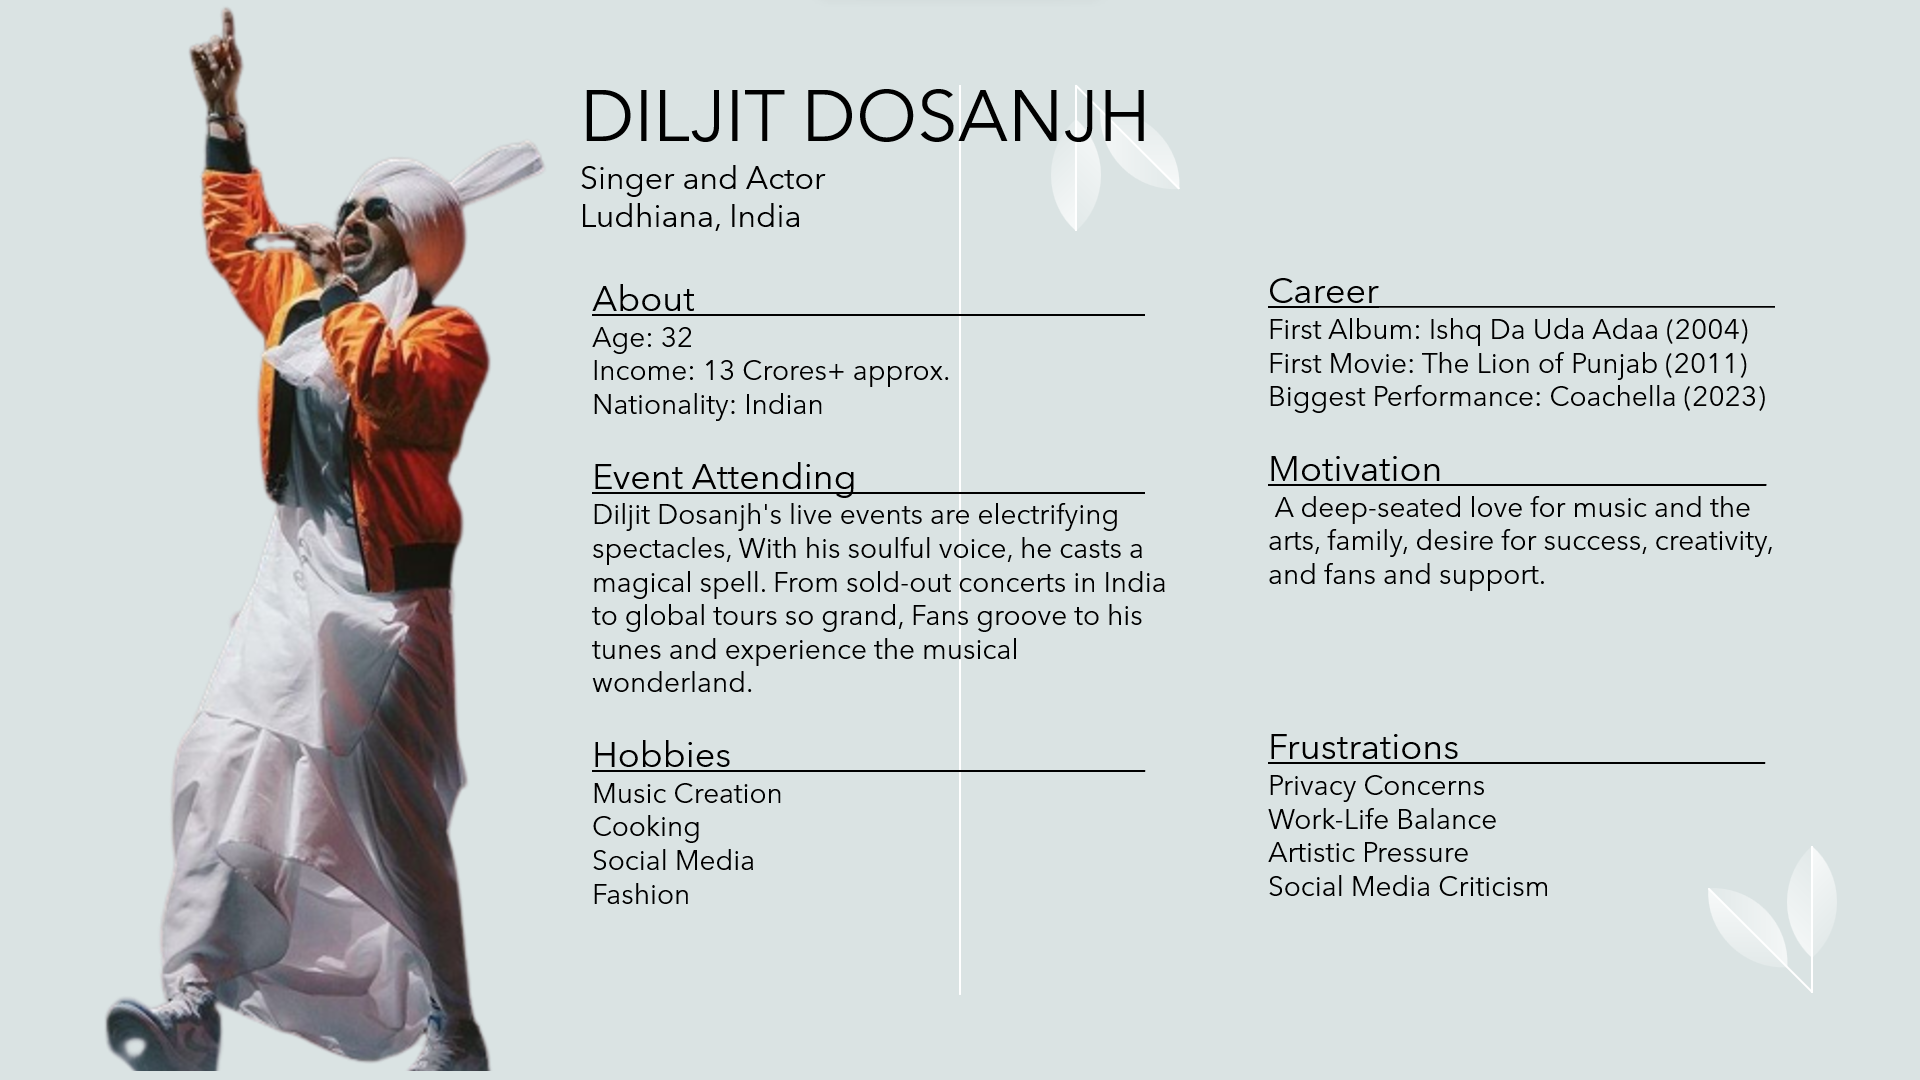 DILJIT DOSANJH
Singer and Actor
Ludhiana, India
About
Age: 32
Income: 13 Crores+ approx.
Nationality: Indian
Event Attending
Diljit Dosanjh's live events are electrifying
spectacles, With his soulful voice, he casts a
magical spell. From sold-out concerts in India
to global tours so grand, Fans groove to his
tunes and experience the musical
wonderland.
Hobbies
Music Creation
Cooking
Social Media
Fashion
Career
First Album: Ishq Da Uda Adaa (2004)
First Movie: The Lion of Punjab (2011)
Biggest Performance: Coachella (2023)
Motivation
A deep-seated love for music and the
arts, family, desire for success, creativity,
and fans and support.
Frustrations
Privacy Concerns
Work-Life Balance
Artistic Pressure
Social Media Criticism